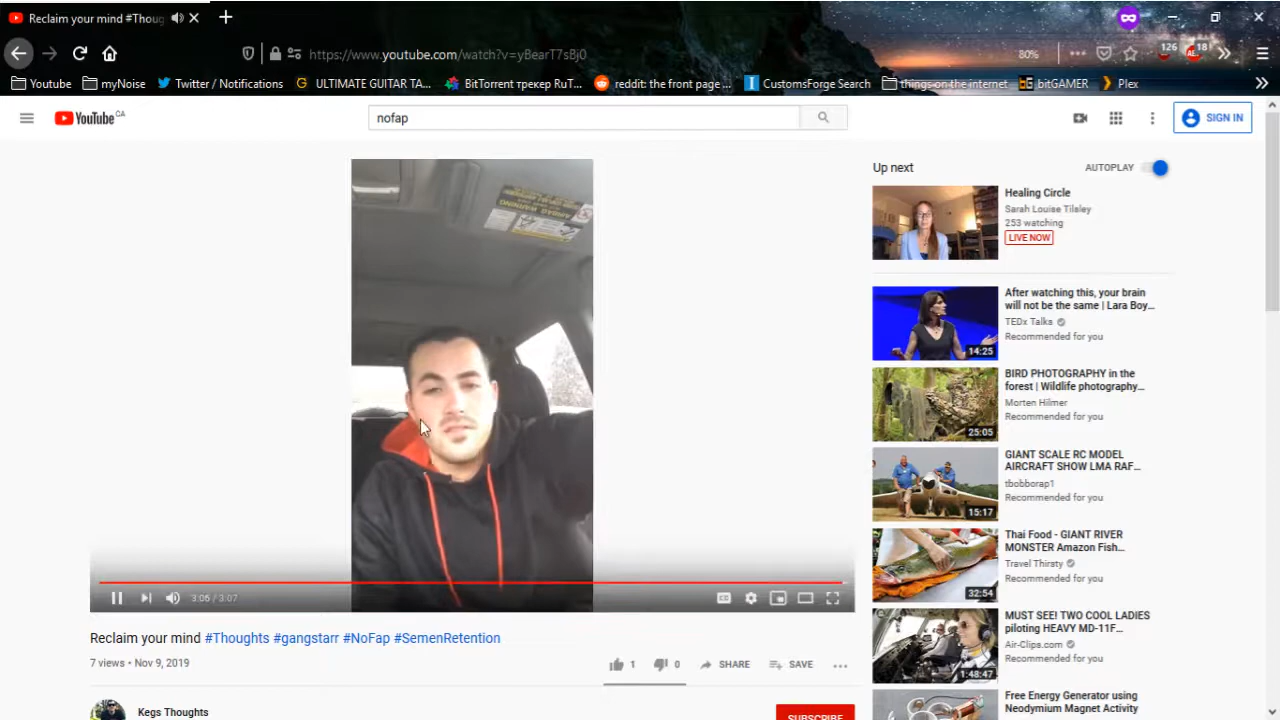 Reclaim your mind #Thoug
https://www.youtube.com/watch?v=yBearT7sBj0
80%
126
18
Youtube
myNoise
Twitter / Notifications
ULTIMATE GUITAR TA...
BitTorrent трекер RuT...
reddit: the front page ...
CustomsForge Search
things on the internet
bitGAMER
Plex
YouTube CA
nofap
SIGN IN
Up next
AUTOPLAY
Healing Circle
Sarah Louise Tilsley
253 watching
LIVE NOW
After watching this, your brain
will not be the same | Lara Boy...
TEDx Talks
Recommended for you
14:25
BIRD PHOTOGRAPHY in the
forest | Wildlife photography...
Morten Hilmer
Recommended for you
25:05
GIANT SCALE RC MODEL
AIRCRAFT SHOW LMA RAF...
tbobborap1
Recommended for you
15:17
Thai Food - GIANT RIVER
MONSTER Amazon Fish...
Travel Thirsty
Recommended for you
32:54
MUST SEE! TWO COOL LADIES
piloting HEAVY MD-11F...
Air-Clips.com
Recommended for you
1:48:47
Free Energy Generator using
Neodymium Magnet Activity
WARNING
3:06 / 3:07
Reclaim your mind #Thoughts #gangstarr #NoFap #SemenRetention
7 views • Nov 9, 2019
1
0
SHARE
SAVE
Kegs Thoughts
SUBSCRIBE